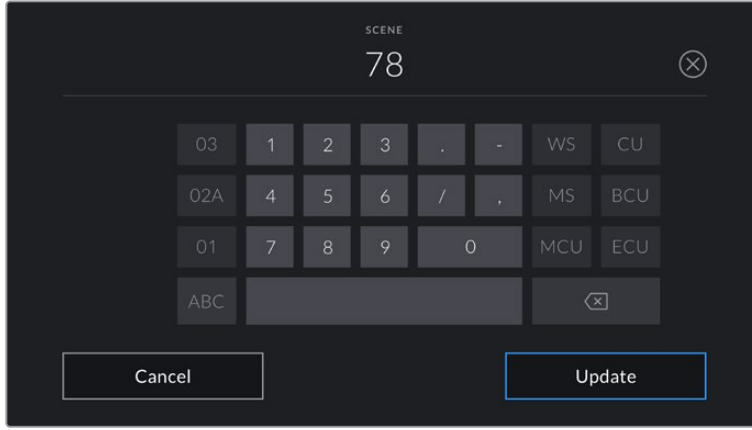 SCENE
78
03 1 2 3 . - WS CU
02A 4 5 6 / , MS BCU
01 7 8 9 0 MCU ECU
ABC
Cancel Update